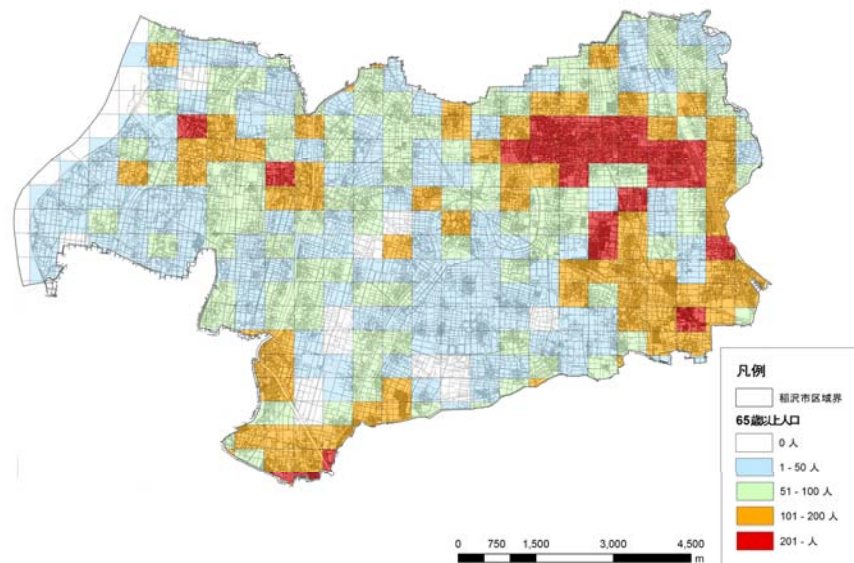 凡例
稲沢市区域界
65歳以上人口
0 人
1 - 50 人
51 - 100 人
101 - 200 人
201 - 人
0 750 1,500 3,000 4,500
m